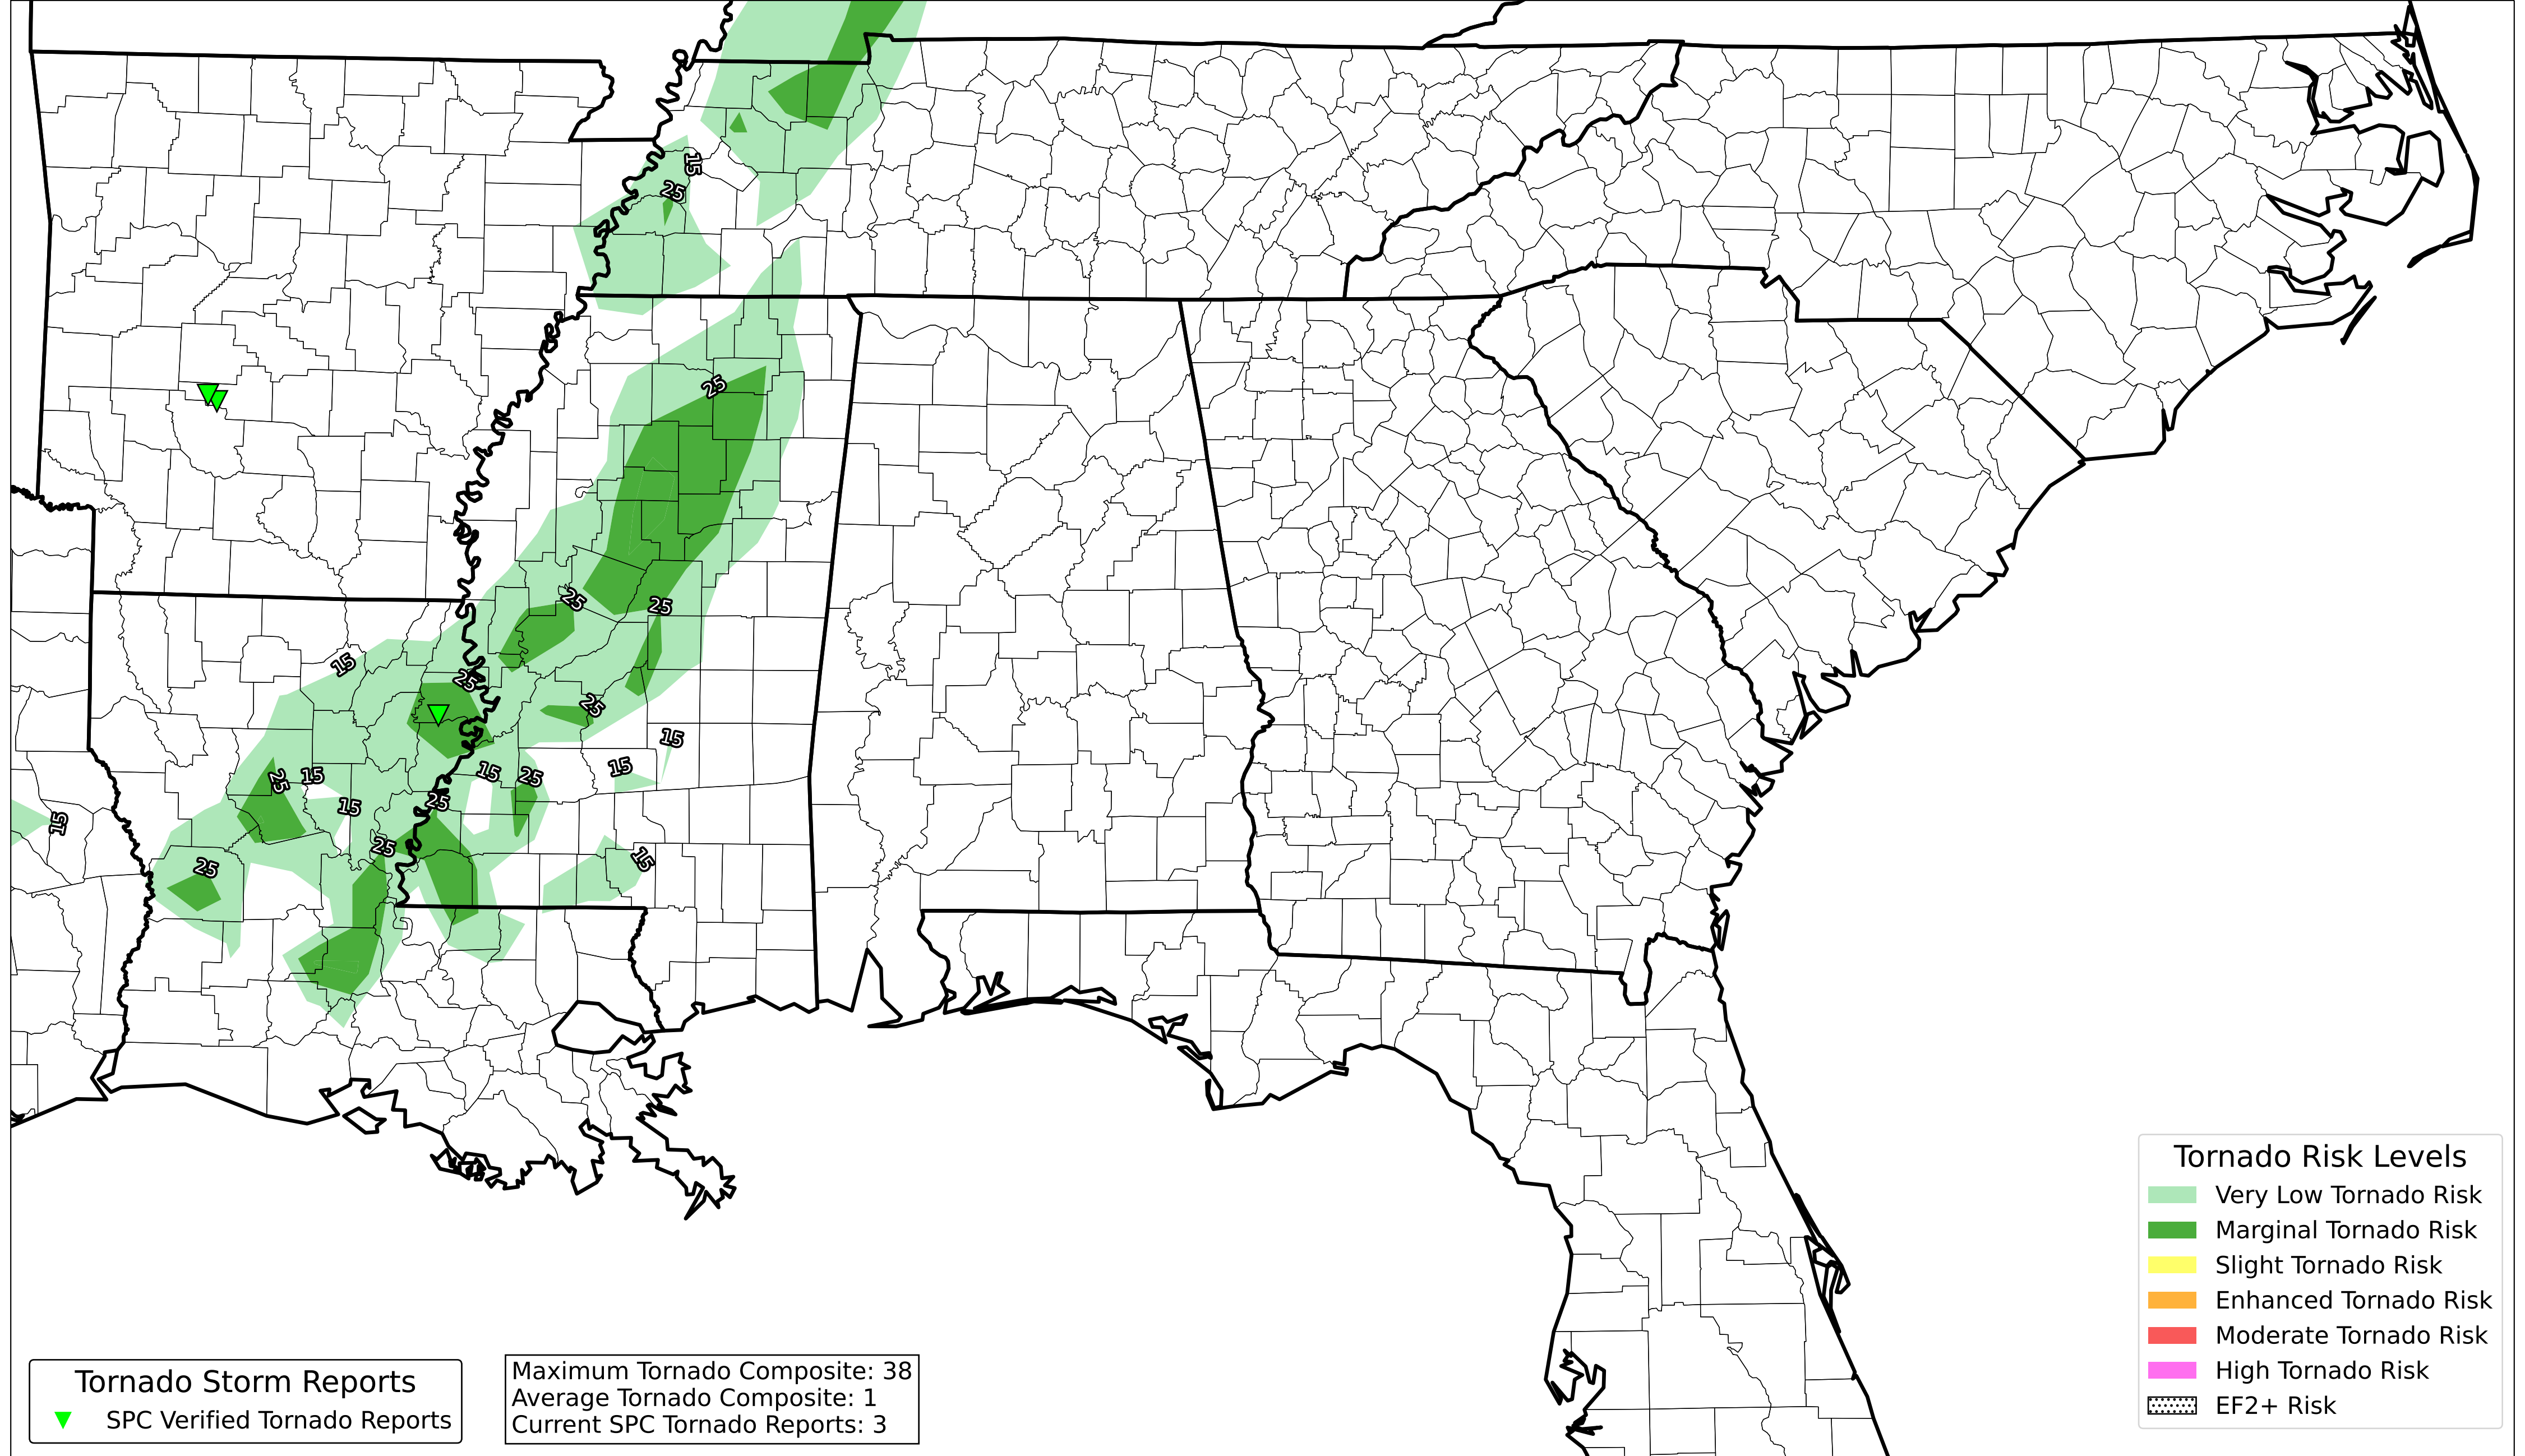 15
25
25
25
25
15
25
25
15
15
25
15
15
25
15
25
15
25
15
25
15
25
Tornado Risk Levels
Very Low Tornado Risk
Marginal Tornado Risk
Slight Tornado Risk
Enhanced Tornado Risk
Moderate Tornado Risk
High Tornado Risk
EF2+ Risk
Tornado Storm Reports
SPC Verified Tornado Reports
Maximum Tornado Composite: 38
Average Tornado Composite: 1
Current SPC Tornado Reports: 3